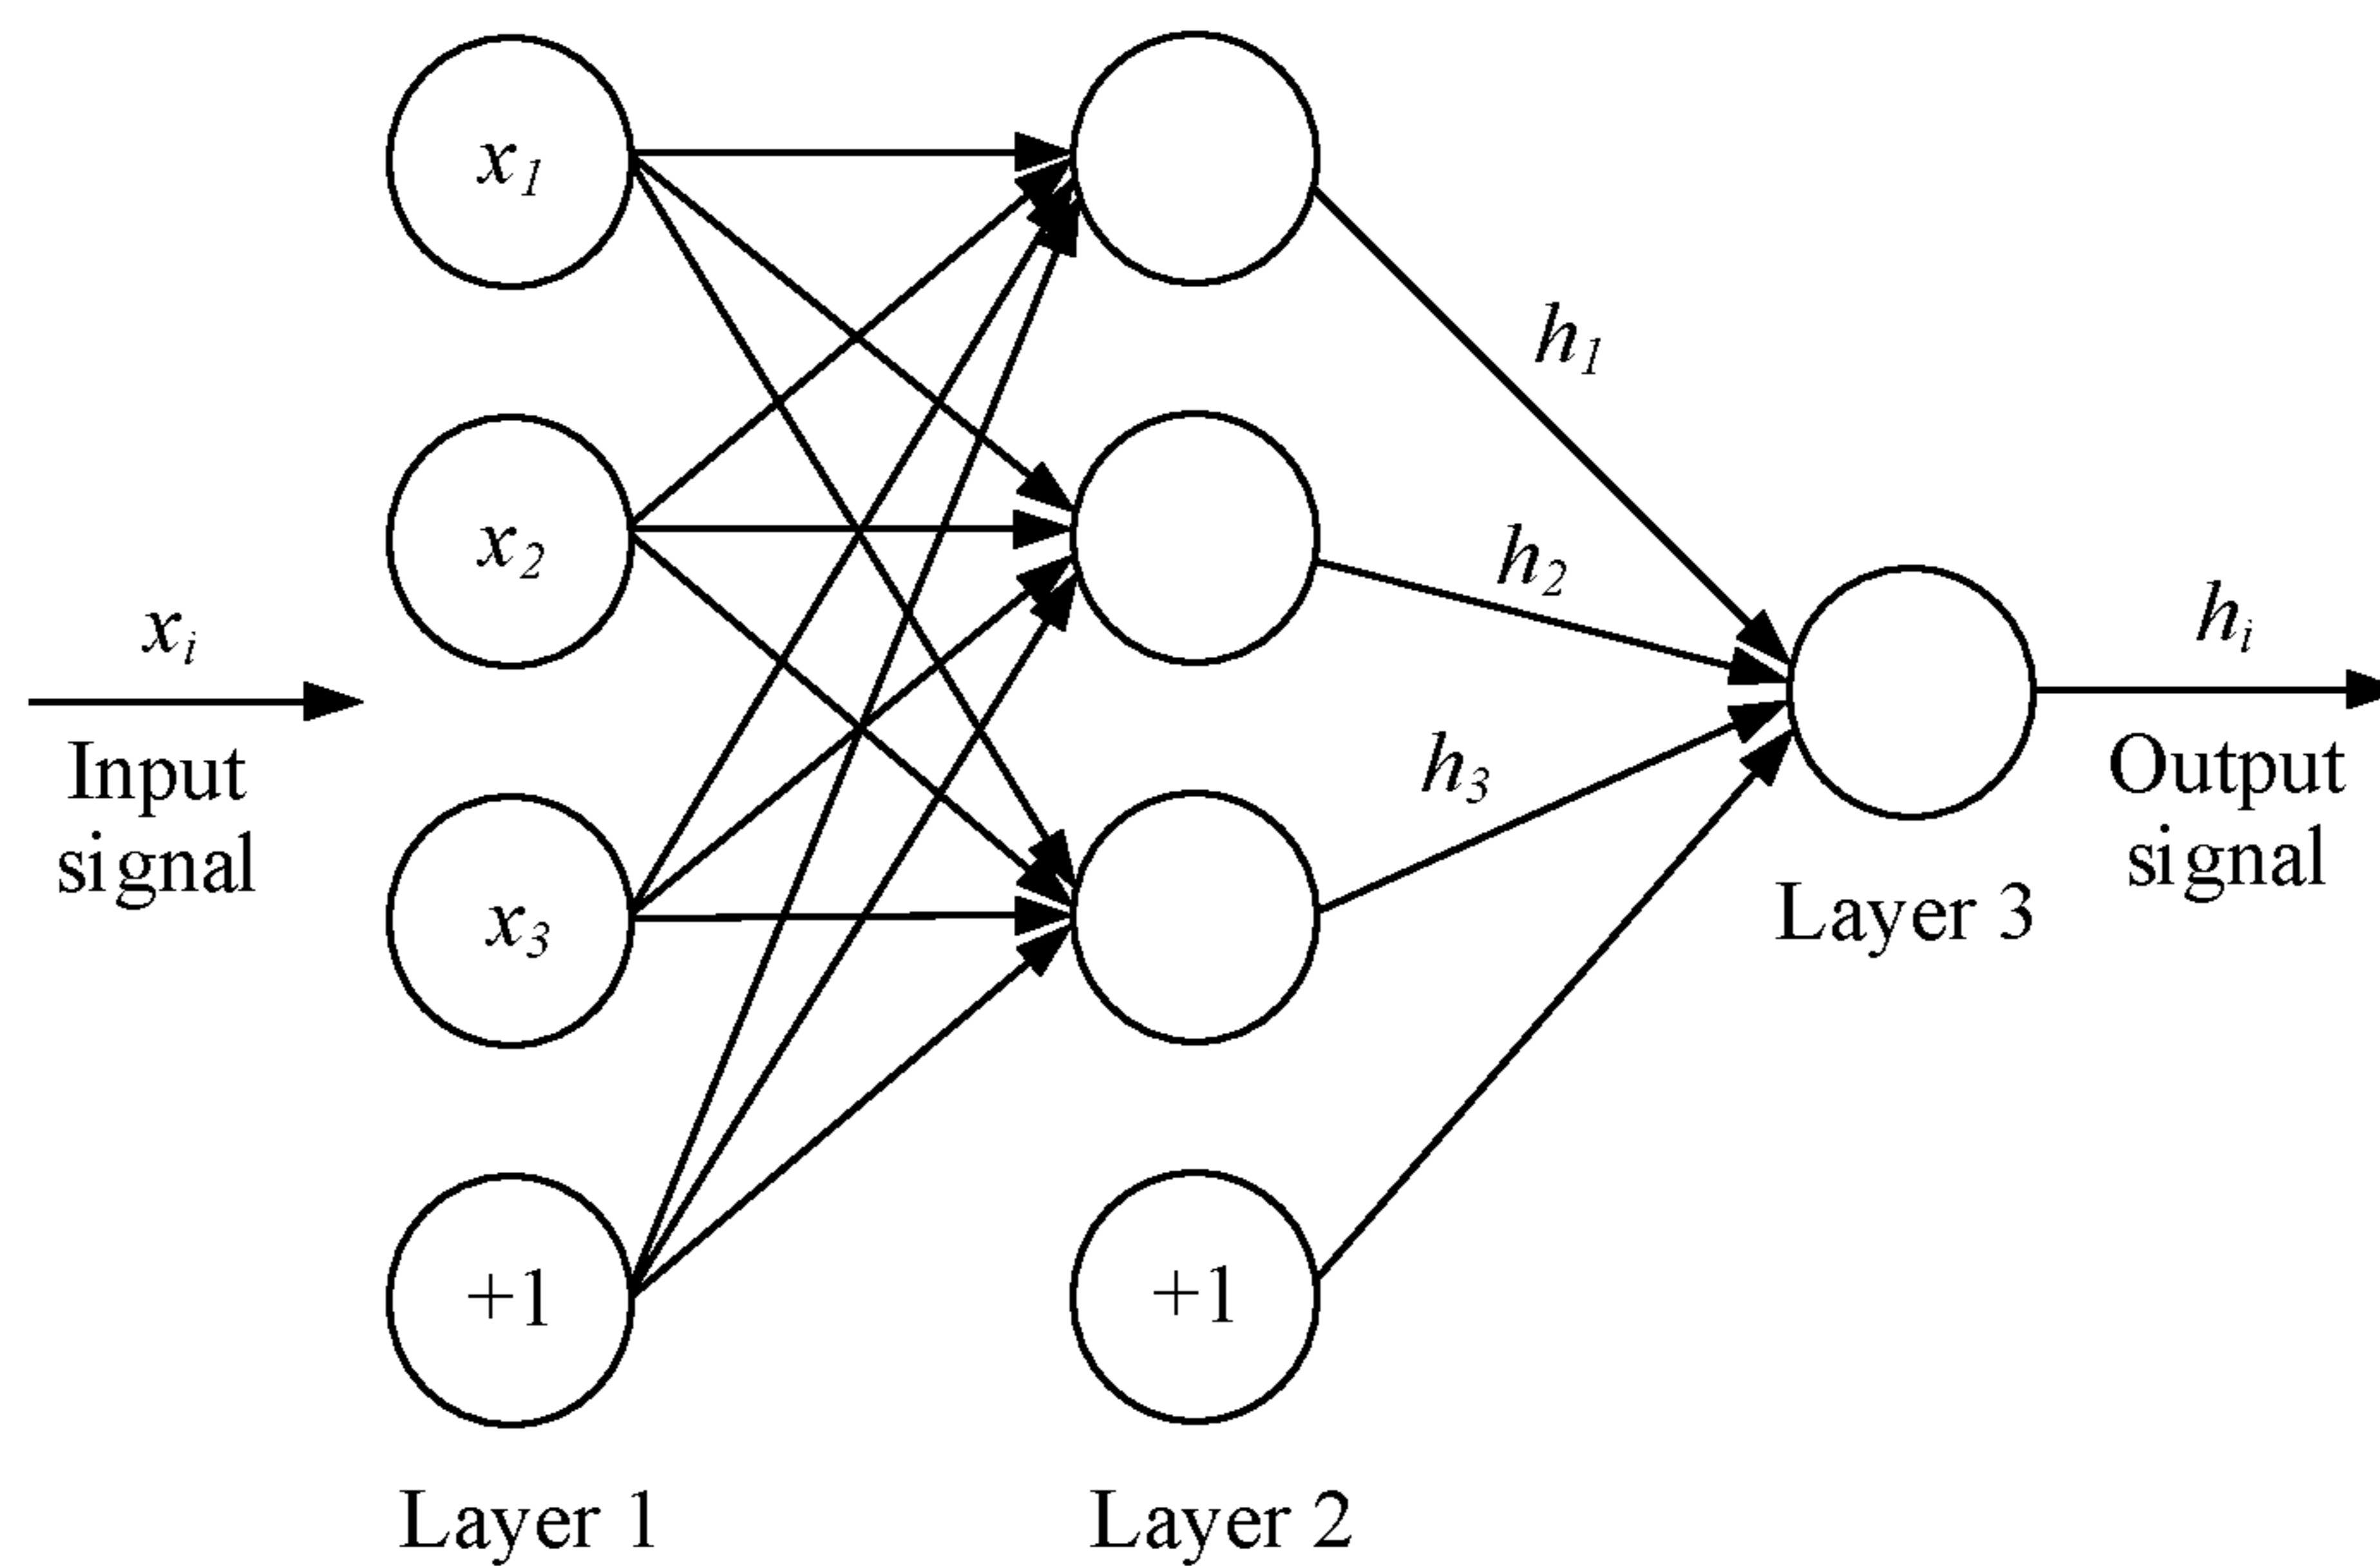 x1
x2
xi
Input
signal
x3
+1
Layer 1
h1
h2
h3
+1
Layer 2
Layer 3
hi
Output
signal